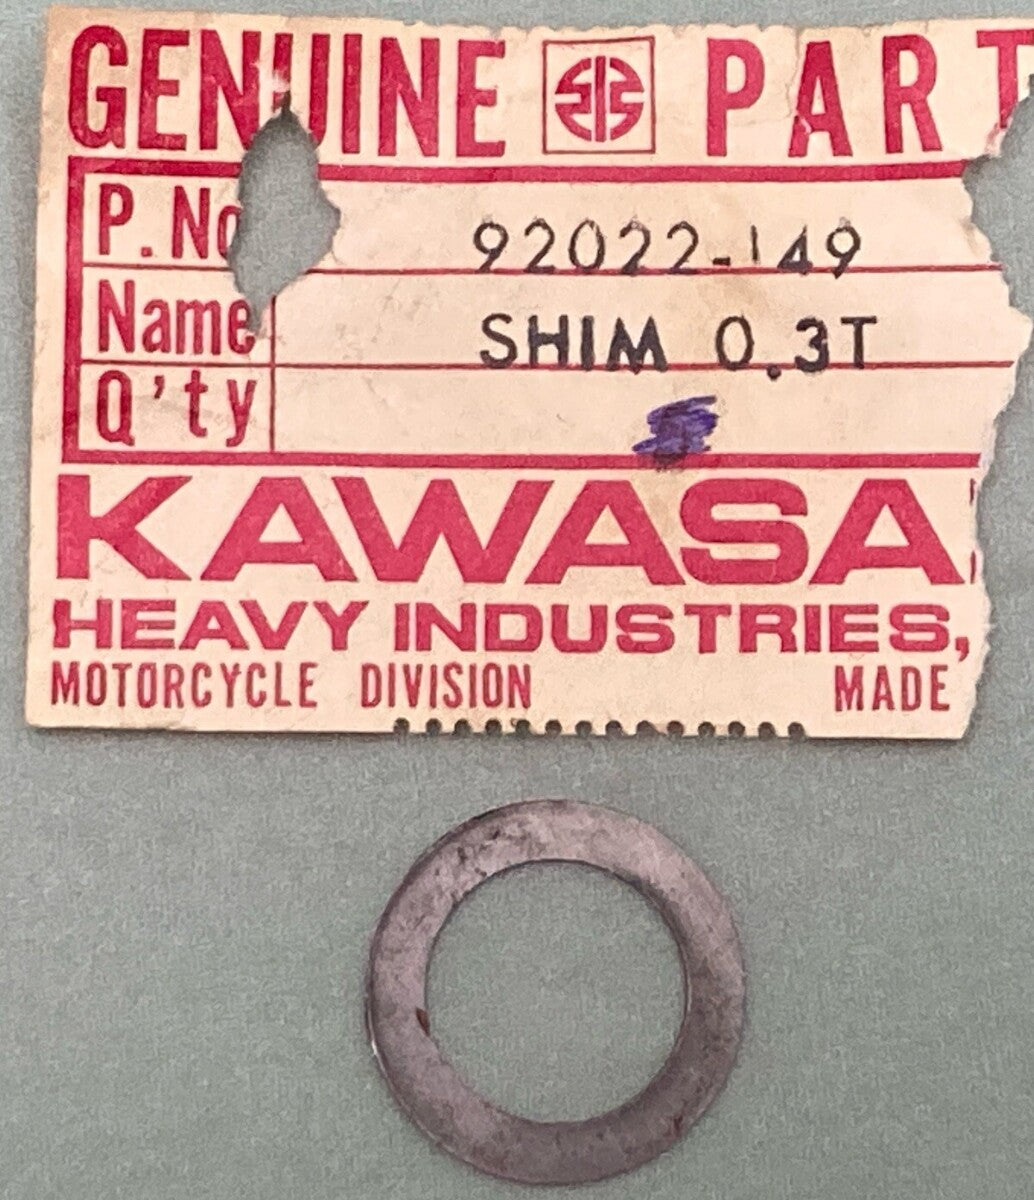 GENUINE PART
P.No 92022-149
Name SHIM 0.3T
Q'ty
KAWASA
HEAVY INDUSTRIES,
MOTORCYCLE DIVISION MADE